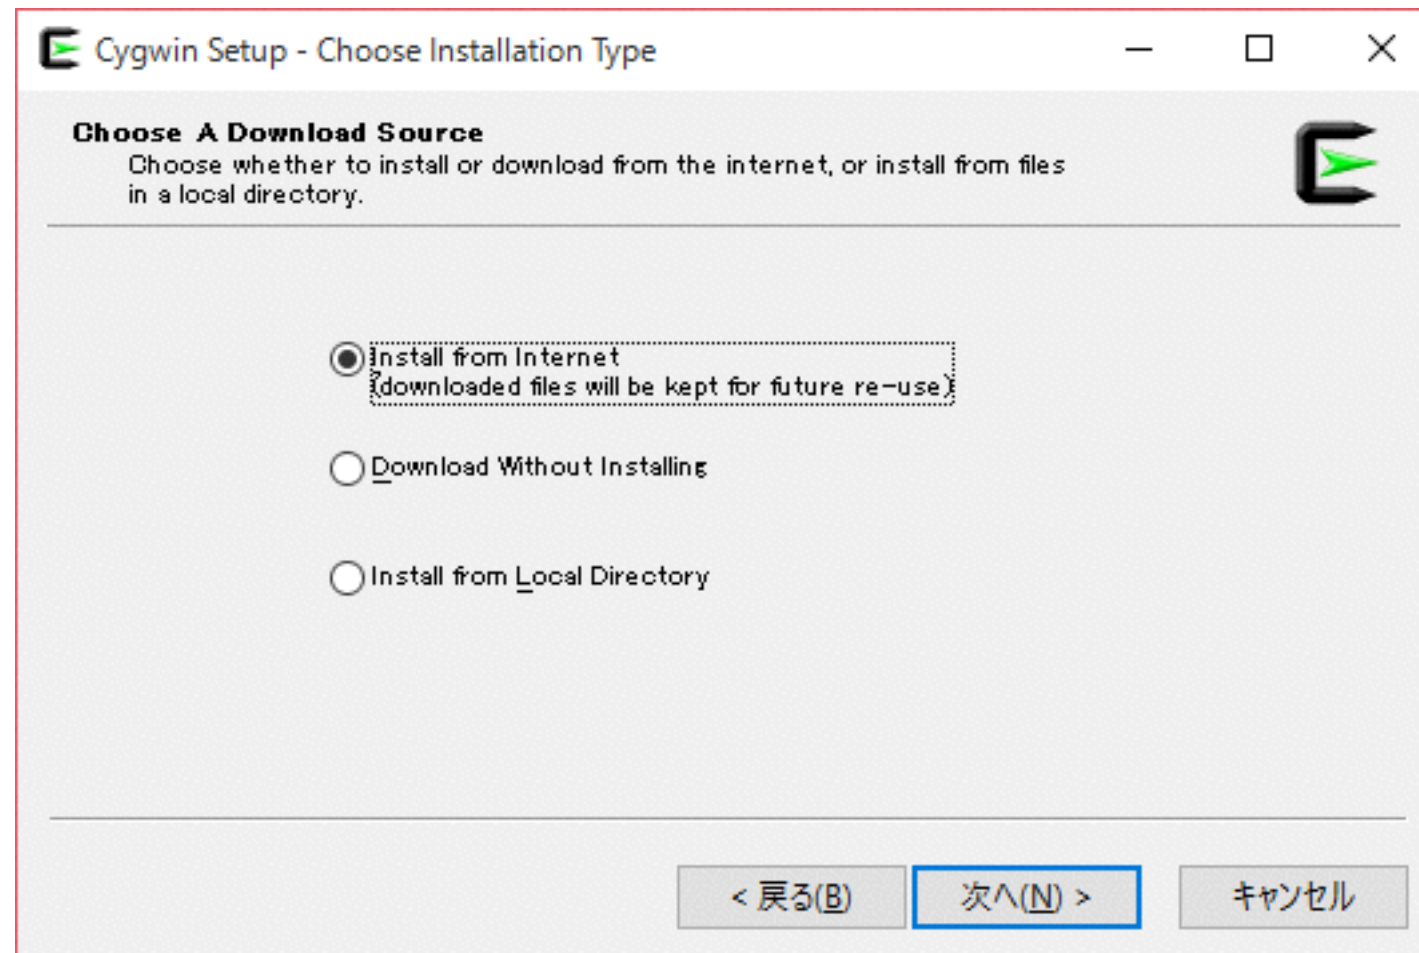 Cygwin Setup - Choose Installation Type
Choose A Download Source
Choose whether to install or download from the internet, or install from files
in a local directory.
Install from Internet
(downloaded files will be kept for future re-use)
Download Without Installing
Install from Local Directory
< 戻る(B)
次へ(N) >
キャンセル